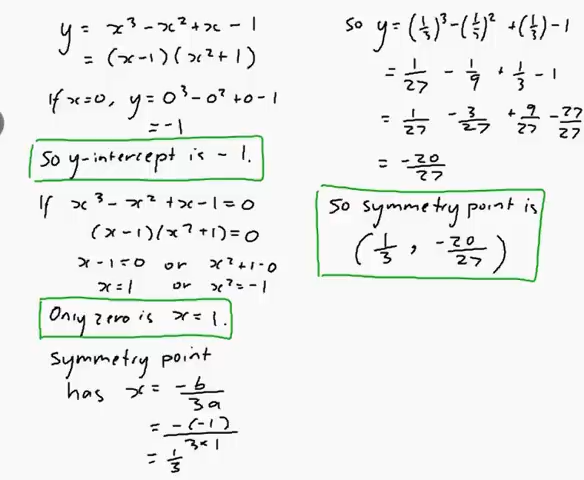 y = x³ - x² + x - 1
= (x-1)(x²+1)
If x=0, y = 0³ - 0² + 0 - 1
= -1
So y-intercept is -1.
If x³ - x² + x - 1 = 0
(x-1)(x²+1) = 0
x-1=0 or x²+1=0
x=1 or x²=-1
Only zero is x = 1.
Symmetry point
has x = -b/3a
= -(-1)/3×1
= 1/3
So y = (1/3)³ - (1/3)² + (1/3) - 1
= 1/27 - 1/9 + 1/3 - 1
= 1/27 - 3/27 + 9/27 - 27/27
= -20/27
So symmetry point is
(1/3, -20/27)